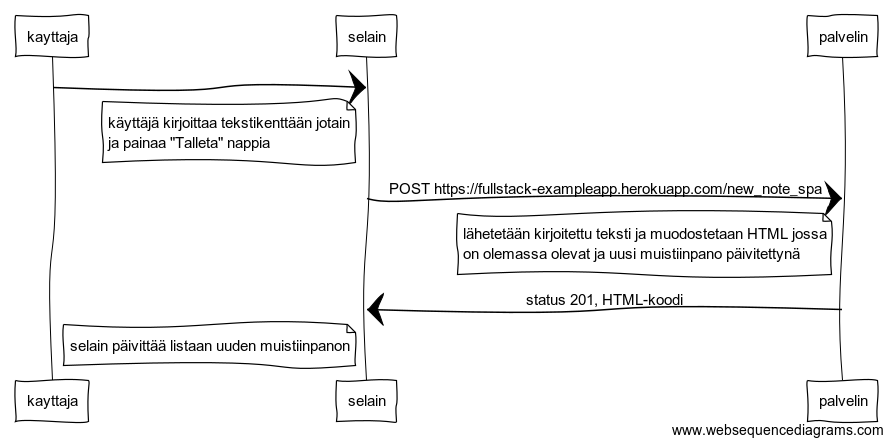 kayttaja
selain
palvelin
käyttäjä kirjoittaa tekstikenttään jotain
ja painaa "Talleta" nappia
POST https://fullstack-exampleapp.herokuapp.com/new_note_spa
lähetetään kirjoitettu teksti ja muodostetaan HTML jossa
on olemassa olevat ja uusi muistiinpano päivitettynä
status 201, HTML-koodi
selain päivittää listaan uuden muistiinpanon
kayttaja
selain
palvelin
www.websequencediagrams.com